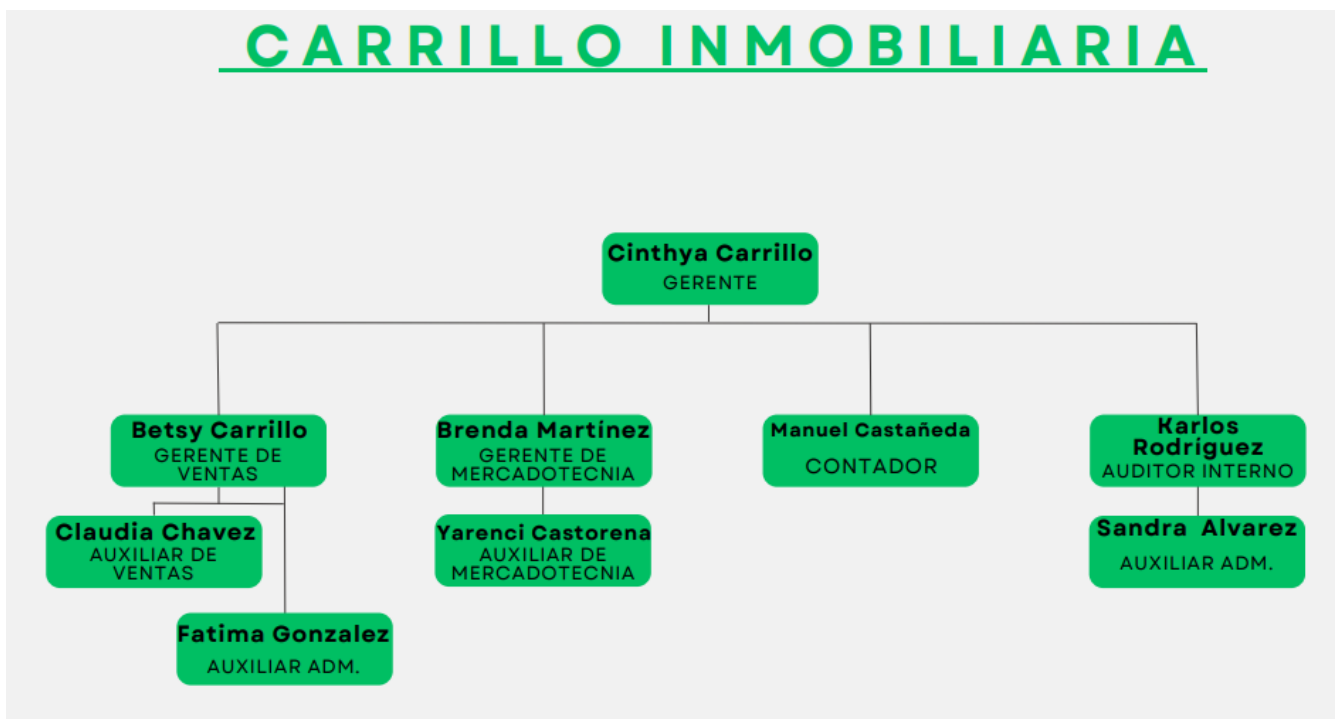 CARRILLO INMOBILIARIA
Cinthya Carrillo
GERENTE
Betsy Carrillo
GERENTE DE
VENTAS
Brenda Martínez
GERENTE DE
MERCADOTECNIA
Manuel Castañeda
CONTADOR
Karlos
Rodríguez
AUDITOR INTERNO
Claudia Chavez
AUXILIAR DE
VENTAS
Yarenci Castorena
AUXILIAR DE
MERCADOTECNIA
Sandra Alvarez
AUXILIAR ADM.
Fatima Gonzalez
AUXILIAR ADM.